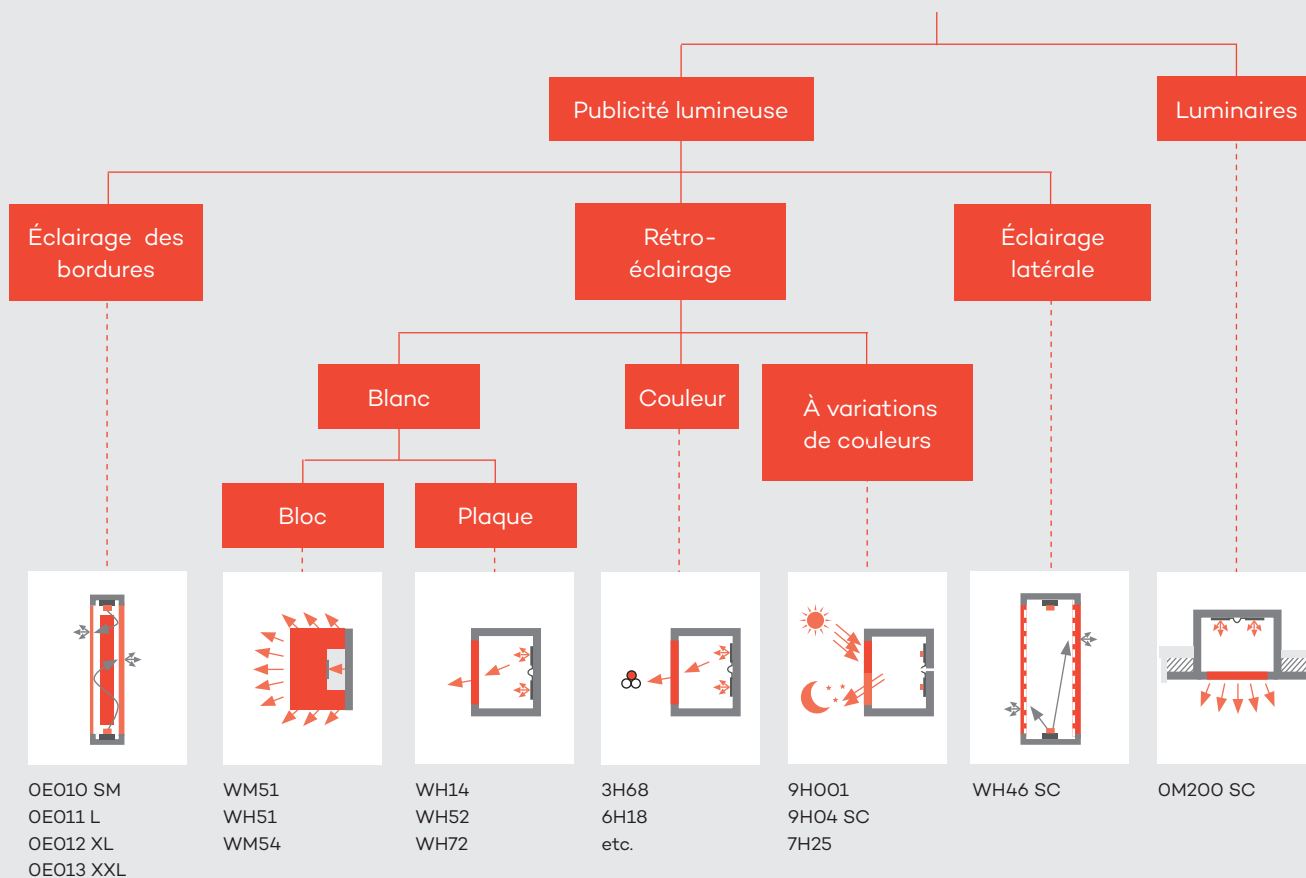 Publicité lumineuse
Luminaires
Éclairage des
bordures
Rétro-
éclairage
Éclairage
latérale
Blanc
Couleur
À variations
de couleurs
Bloc
Plaque
0E010 SM
0E011 L
0E012 XL
0E013 XXL
WM51
WH51
WM54
WH14
WH52
WH72
3H68
6H18
etc.
9H001
9H04 SC
7H25
WH46 SC
0M200 SC